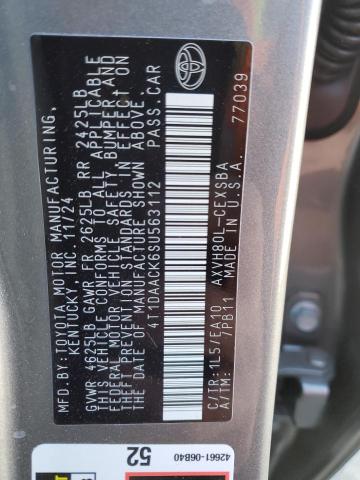 MFD. BY:TOYOTA MOTOR MANUFACTURING,
KENTUCKY, INC. 11/24
GVWR 4625LB GAWR FR 2625LB RR 2425LB
THIS VEHICLE CONFORMS TO ALL APPLICABLE
FEDERAL MOTOR VEHICLE SAFETY, BUMPER, AND
THEFT PREVENTION STANDARDS IN EFFECT ON
THE DATE OF MANUFACTURE SHOWN ABOVE.
4T1DAACK6SU563112 PASS.CAR
C/TR:1L5/EA10 AXVH80L-CEXSBA
A/TM: -/PB11 MADE IN U.S.A. 77039
TOYOTA
42661-06B40
52